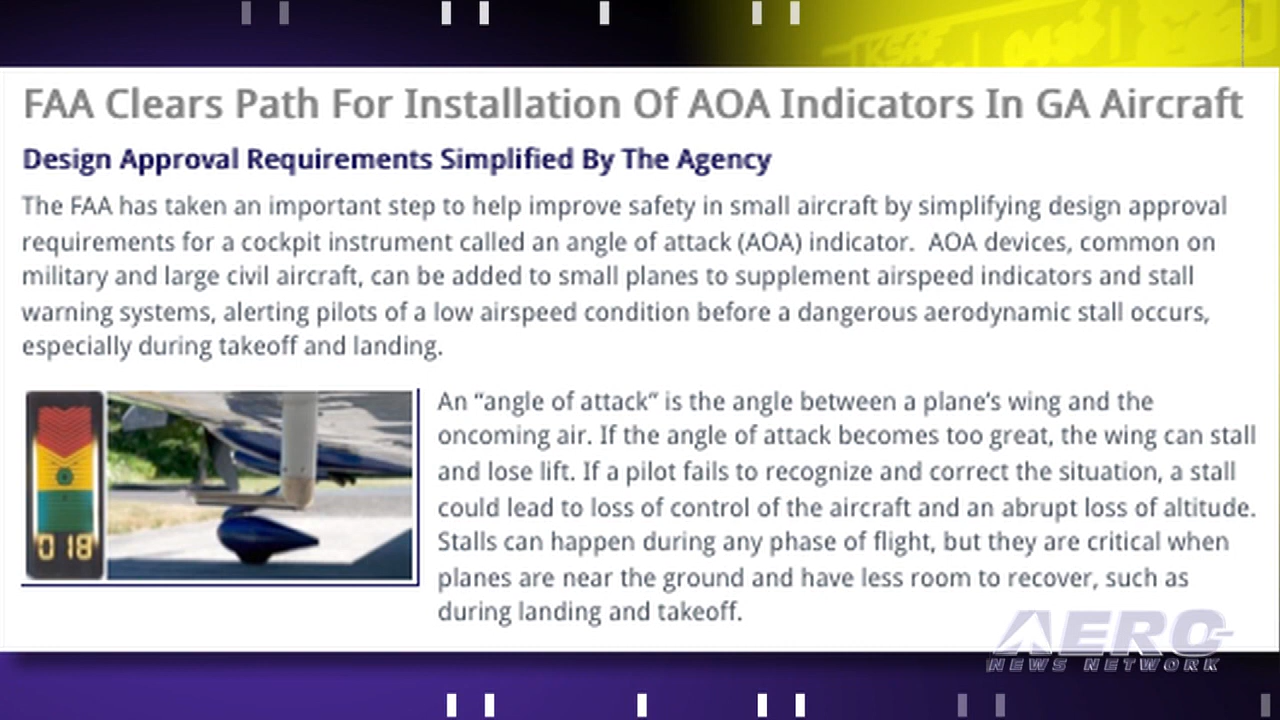 FAA Clears Path For Installation Of AOA Indicators In GA Aircraft
Design Approval Requirements Simplified By The Agency
The FAA has taken an important step to help improve safety in small aircraft by simplifying design approval
requirements for a cockpit instrument called an angle of attack (AOA) indicator.  AOA devices, common on
military and large civil aircraft, can be added to small planes to supplement airspeed indicators and stall
warning systems, alerting pilots of a low airspeed condition before a dangerous aerodynamic stall occurs,
especially during takeoff and landing.
An “angle of attack” is the angle between a plane’s wing and the
oncoming air. If the angle of attack becomes too great, the wing can stall
and lose lift. If a pilot fails to recognize and correct the situation, a stall
could lead to loss of control of the aircraft and an abrupt loss of altitude.
Stalls can happen during any phase of flight, but they are critical when
planes are near the ground and have less room to recover, such as
during landing and takeoff.
018
AERO
NEWS NETWORK